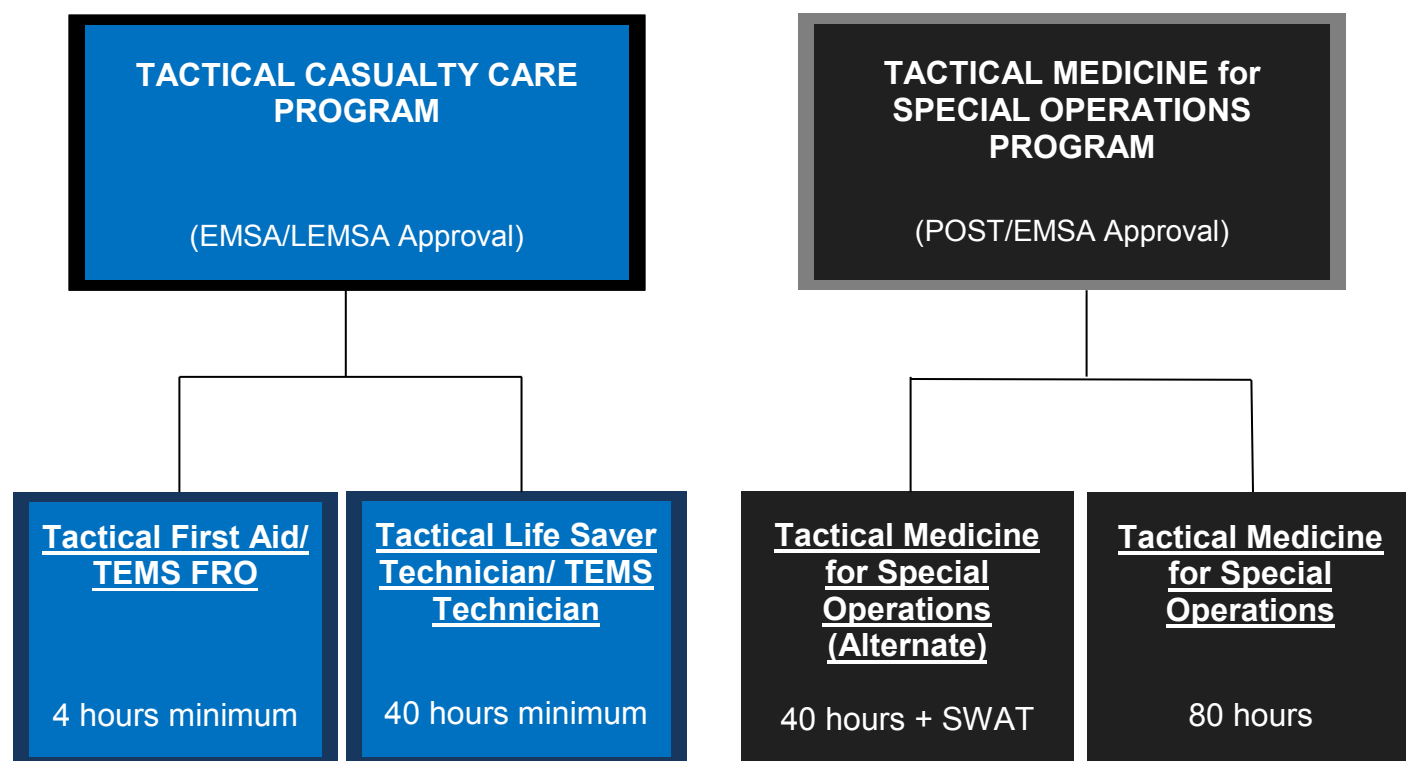 TACTICAL CASUALTY CARE
PROGRAM
(EMSA/LEMSA Approval)
TACTICAL MEDICINE for
SPECIAL OPERATIONS
PROGRAM
(POST/EMSA Approval)
Tactical First Aid/
TEMS FRO
4 hours minimum
Tactical Life Saver
Technician/ TEMS
Technician
40 hours minimum
Tactical Medicine
for Special
Operations
(Alternate)
40 hours + SWAT
Tactical Medicine
for Special
Operations
80 hours